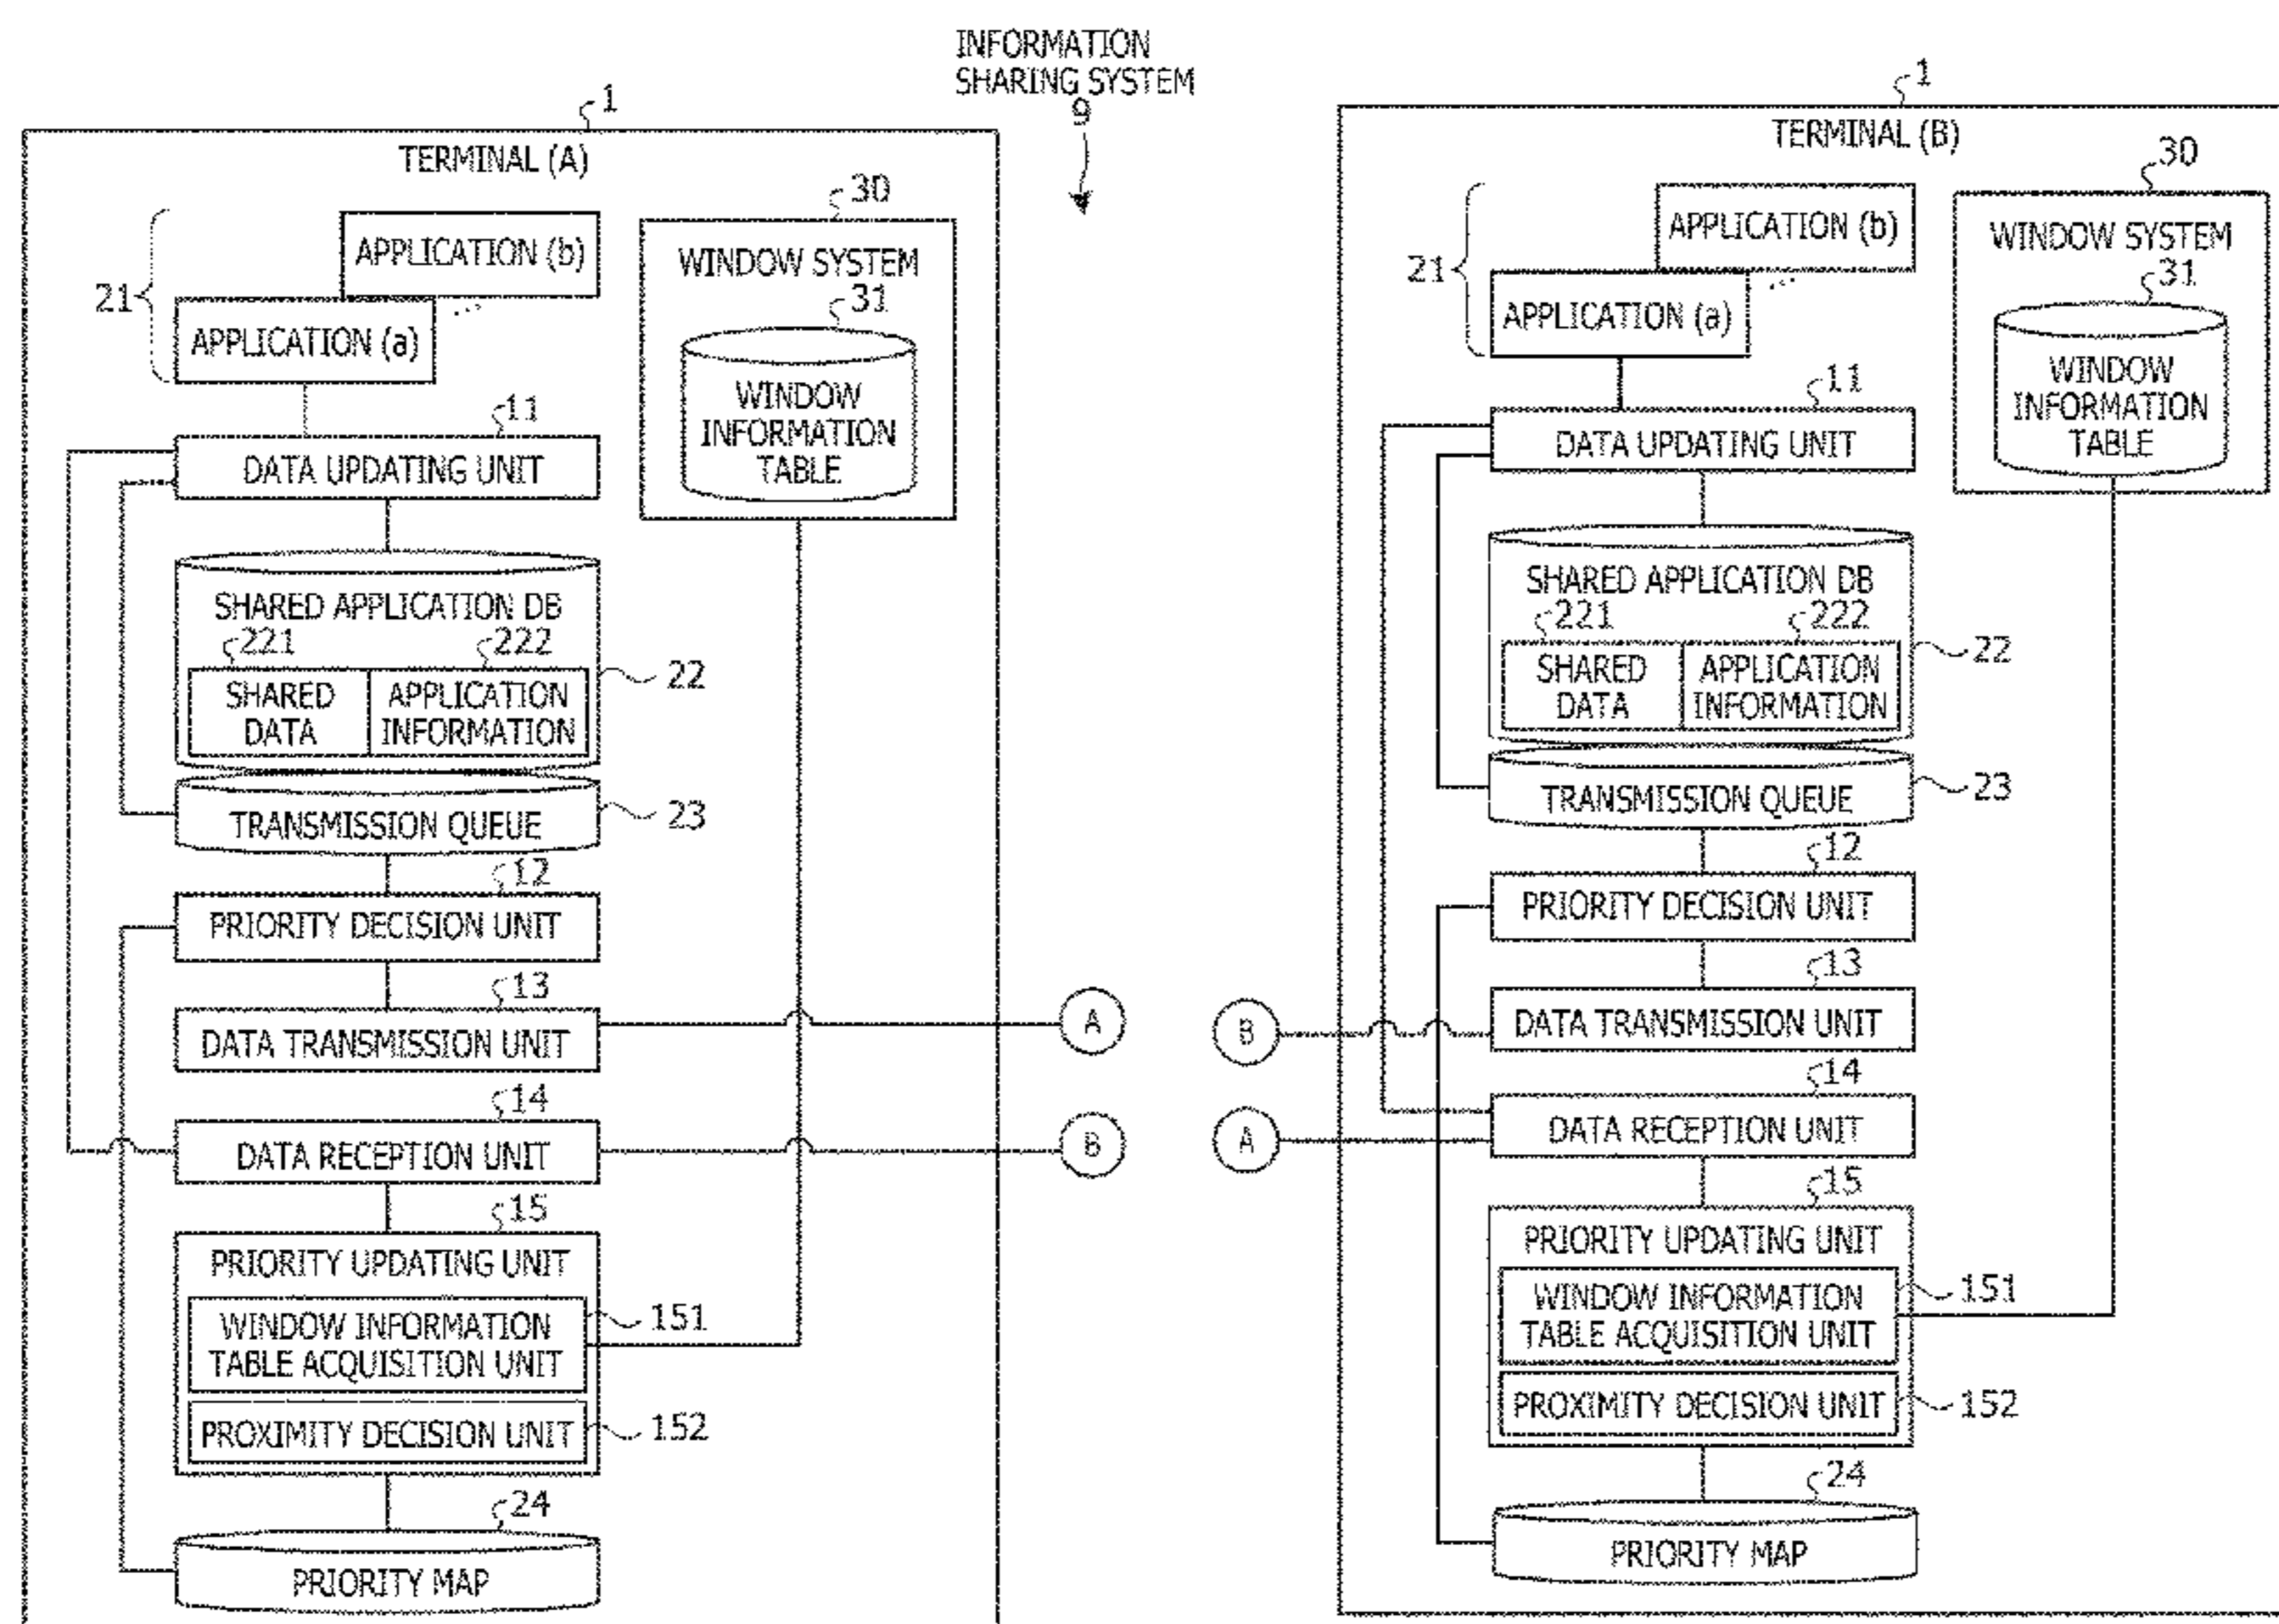 INFORMATION
SHARING SYSTEM
9
1
TERMINAL (A)
30
APPLICATION (b)
WINDOW SYSTEM
21
31
APPLICATION (a)
WINDOW
INFORMATION
TABLE
11
DATA UPDATING UNIT
SHARED APPLICATION DB
221
222
22
SHARED
DATA
APPLICATION
INFORMATION
23
TRANSMISSION QUEUE
12
PRIORITY DECISION UNIT
13
DATA TRANSMISSION UNIT
A
14
DATA RECEPTION UNIT
B
15
PRIORITY UPDATING UNIT
151
WINDOW INFORMATION
TABLE ACQUISITION UNIT
PROXIMITY DECISION UNIT
152
24
PRIORITY MAP
1
TERMINAL (B)
30
APPLICATION (b)
WINDOW SYSTEM
21
31
APPLICATION (a)
WINDOW
INFORMATION
TABLE
11
DATA UPDATING UNIT
SHARED APPLICATION DB
221
222
22
SHARED
DATA
APPLICATION
INFORMATION
23
TRANSMISSION QUEUE
12
PRIORITY DECISION UNIT
13
B
DATA TRANSMISSION UNIT
14
A
DATA RECEPTION UNIT
15
PRIORITY UPDATING UNIT
151
WINDOW INFORMATION
TABLE ACQUISITION UNIT
PROXIMITY DECISION UNIT
152
24
PRIORITY MAP